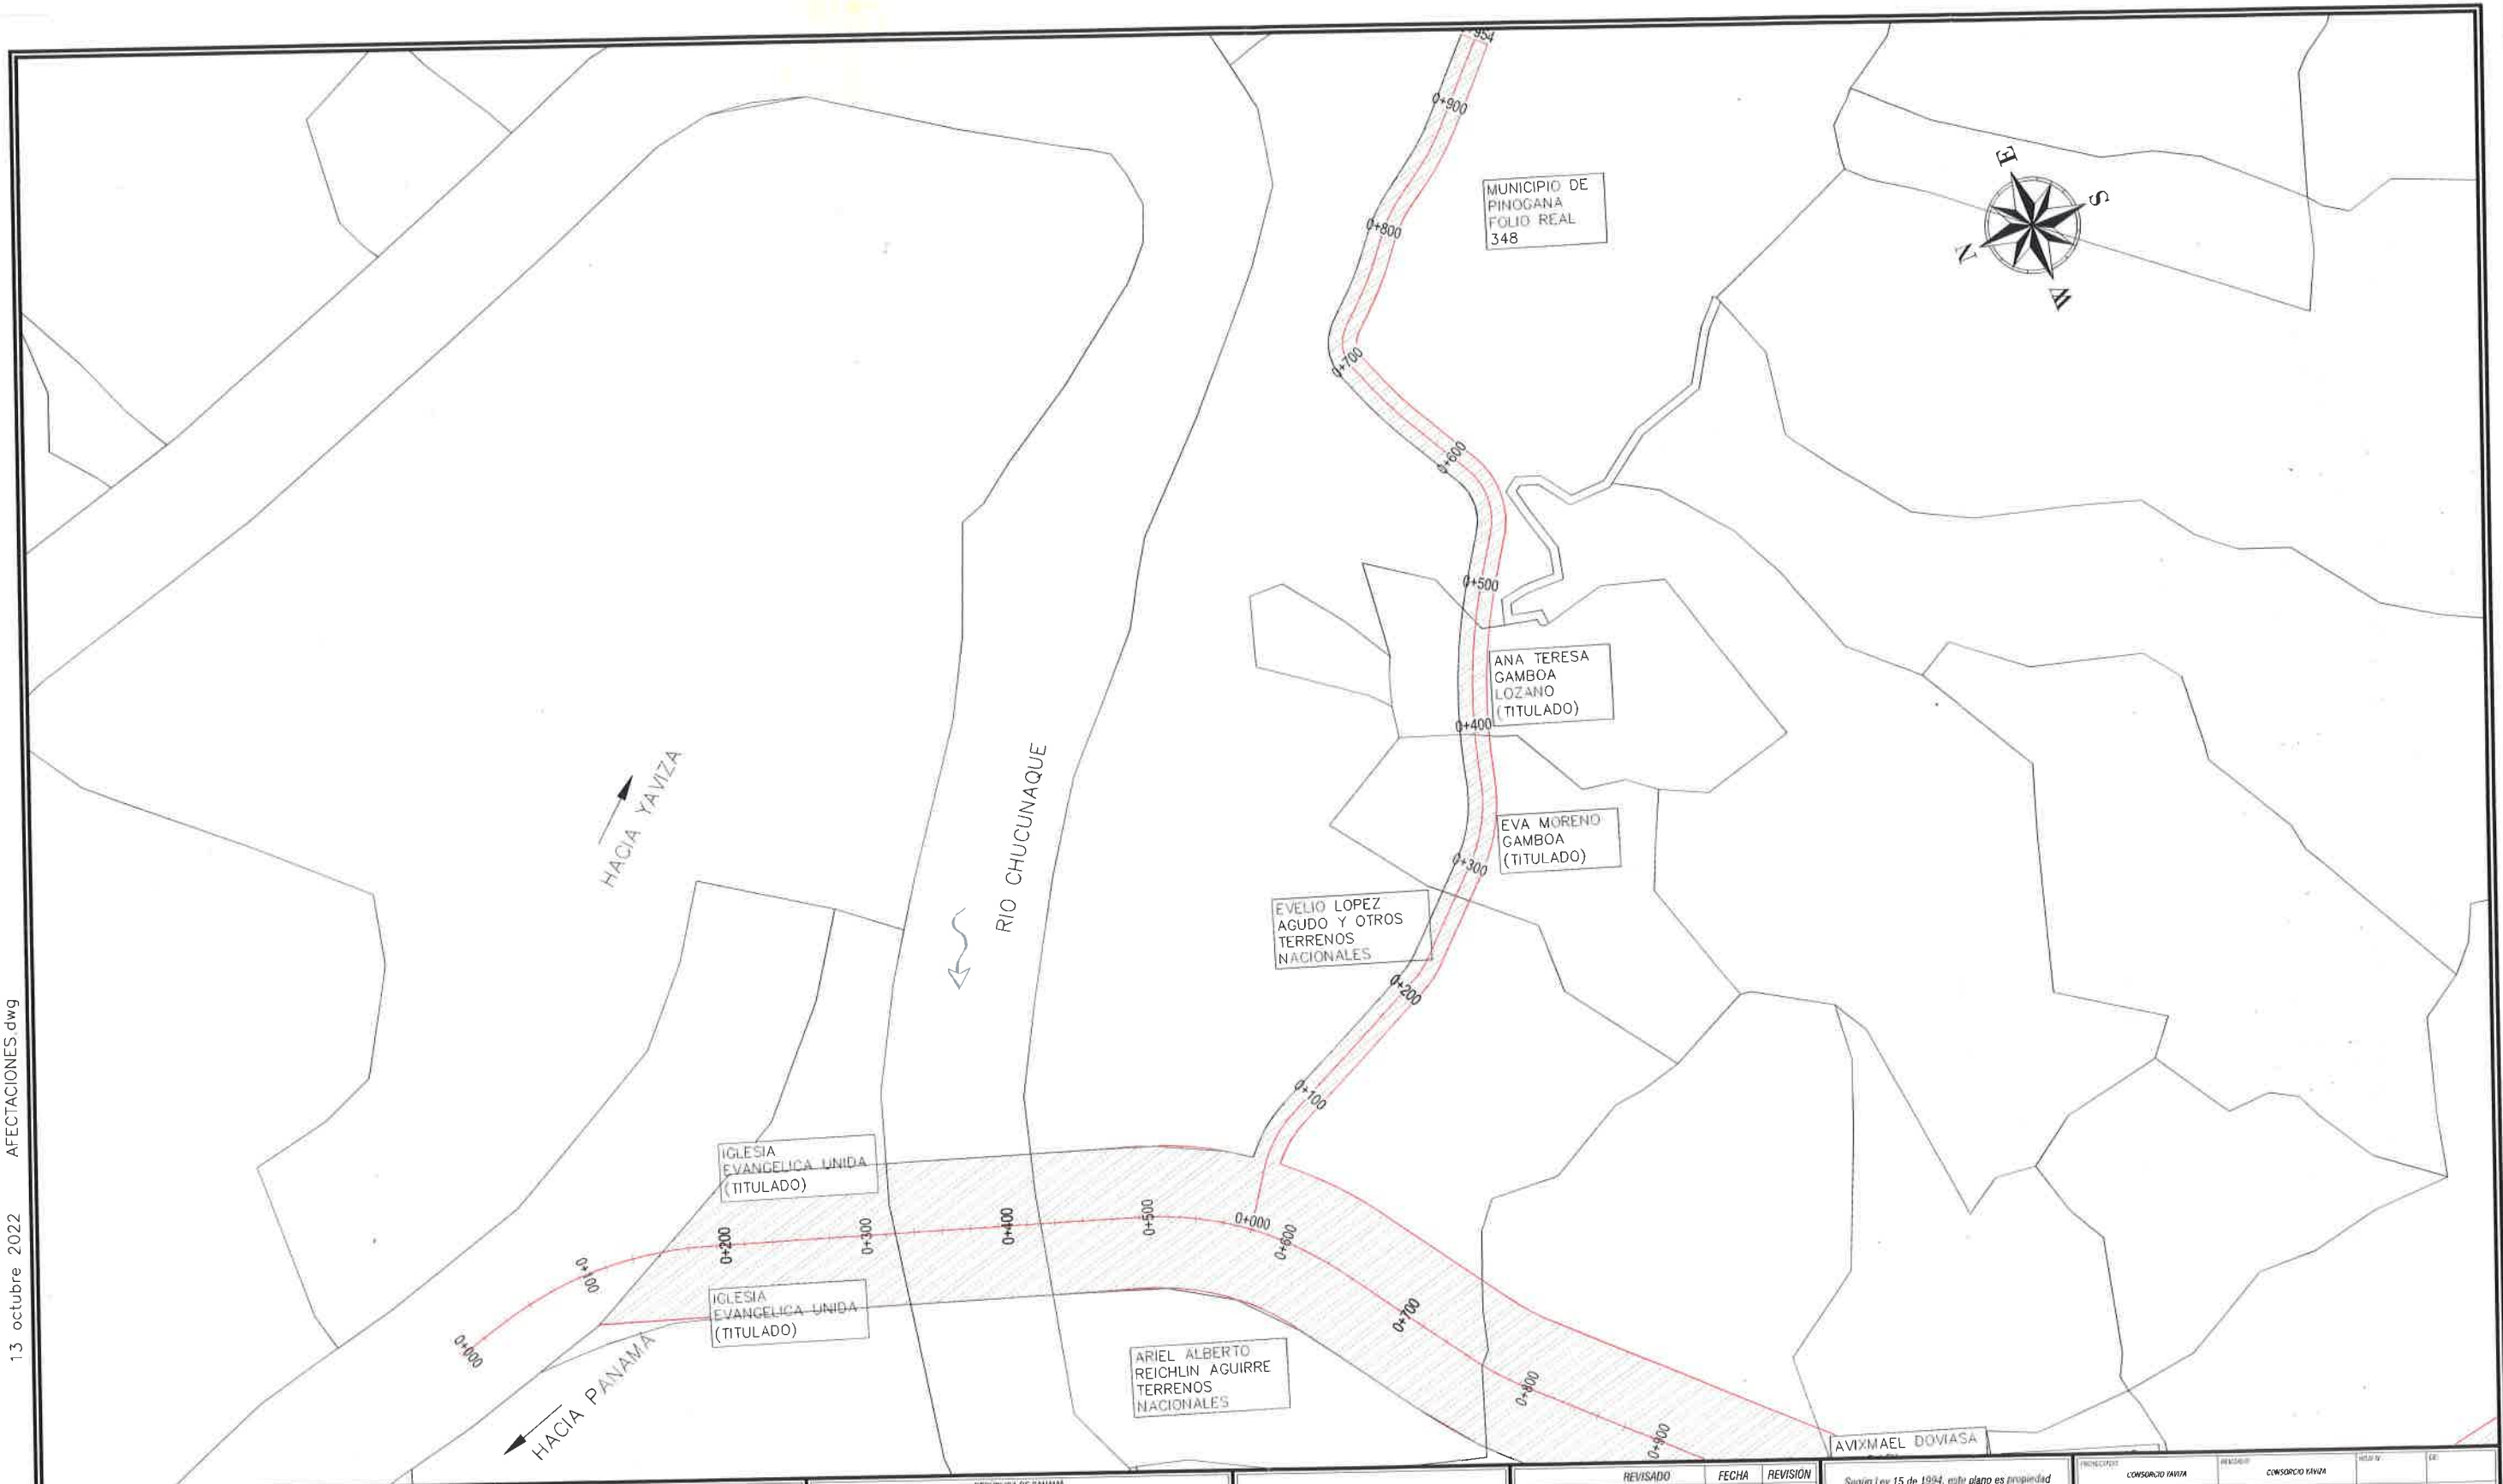 954
0+900
0+800
0+700
0+600
0+500
0+400
0+300
0+200
0+100
0+000
MUNICIPIO DE
PINOGANA
FOLIO REAL
348
E
S
N
W
ANA TERESA
GAMBOA
LOZANO
(TITULADO)
EVA MORENO
GAMBOA
(TITULADO)
EVELIO LOPEZ
AGUDO Y OTROS
TERRENOS
NACIONALES
HACIA YAVIZA
RIO CHUCUNAQUE
IGLESIA
EVANGELICA UNIDA
(TITULADO)
0+000
0+100
0+200
0+300
0+400
0+500
0+600
0+700
0+800
0+900
IGLESIA
EVANGELICA UNIDA
(TITULADO)
HACIA PANAMA
ARIEL ALBERTO
REICHLIN AGUIRRE
TERRENOS
NACIONALES
AVIXMAEL DOVIASA
13 octubre 2022 AFECTACIONES.dwg
REVISADO FECHA REVISION
Según Ley 15 de 1994, este plano es propiedad
CONSORCIO YAVIZA
CONSORCIO YAVIZA